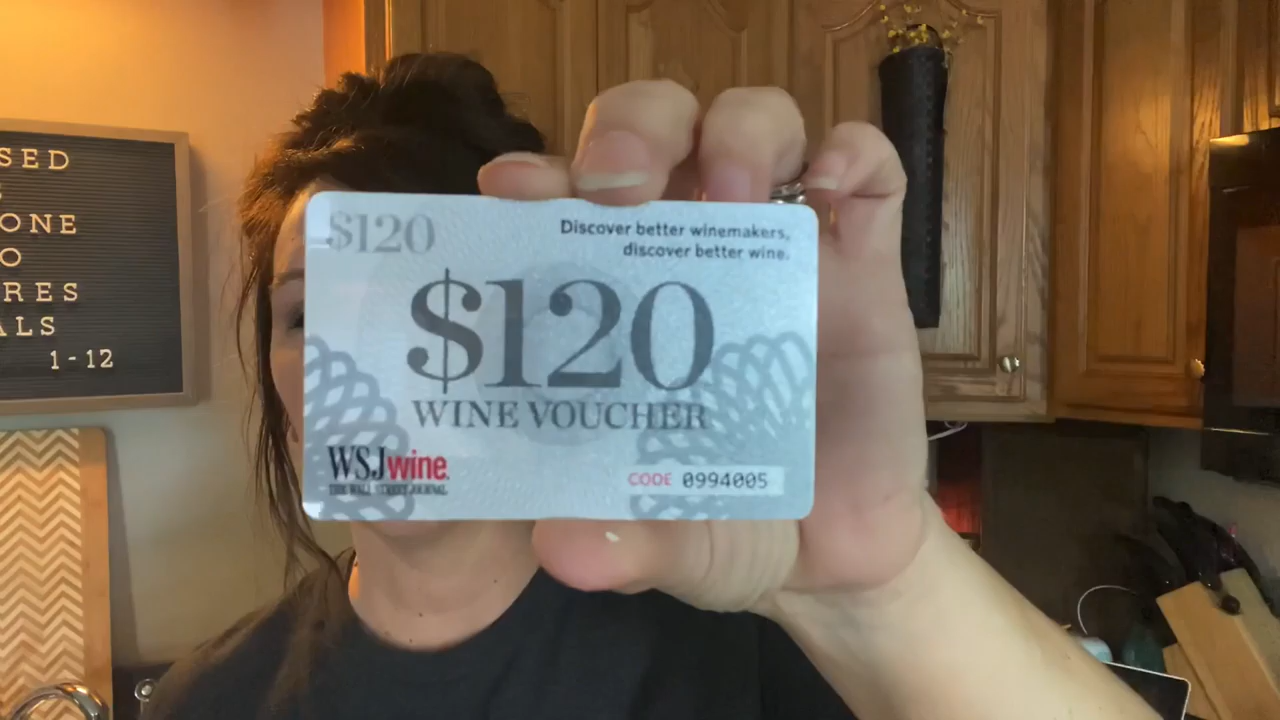 SED
S
ONE
O
RES
ALS
1-12
$120
Discover better winemakers,
discover better wine.
$120
WINE VOUCHER
WSJwine.
THE WALL STREET JOURNAL
CODE 0994005